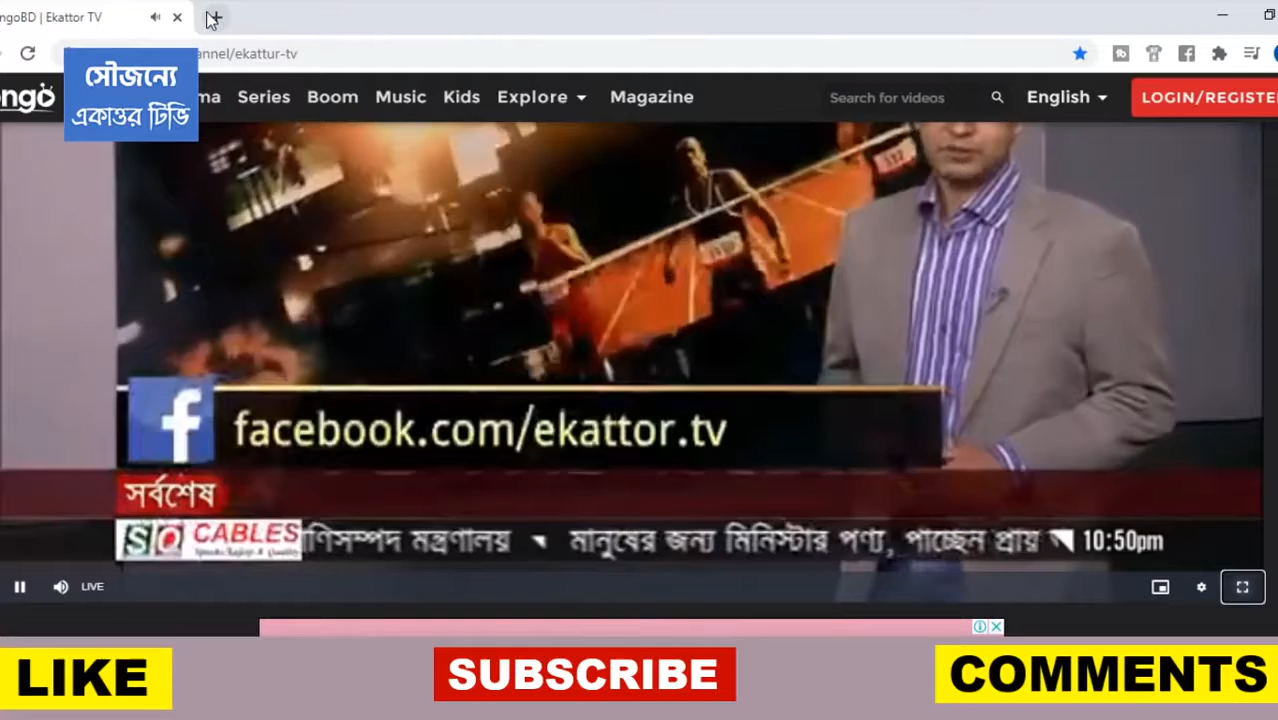 ngoBD | Ekattor TV
annel/ekattur-tv
সৌজন্যে
একাত্তর টিভি
ngo
ma Series Boom Music Kids Explore Magazine Search for videos English LOGIN/REGISTE
337
facebook.com/ekattor.tv
সর্বশেষ
SQ CABLES
ণিসম্পদ মন্ত্রণালয় মানুষের জন্য মিনিস্টার পণ্য, পাচ্ছেন প্রায় 10:50pm
LIVE
LIKE SUBSCRIBE COMMENTS